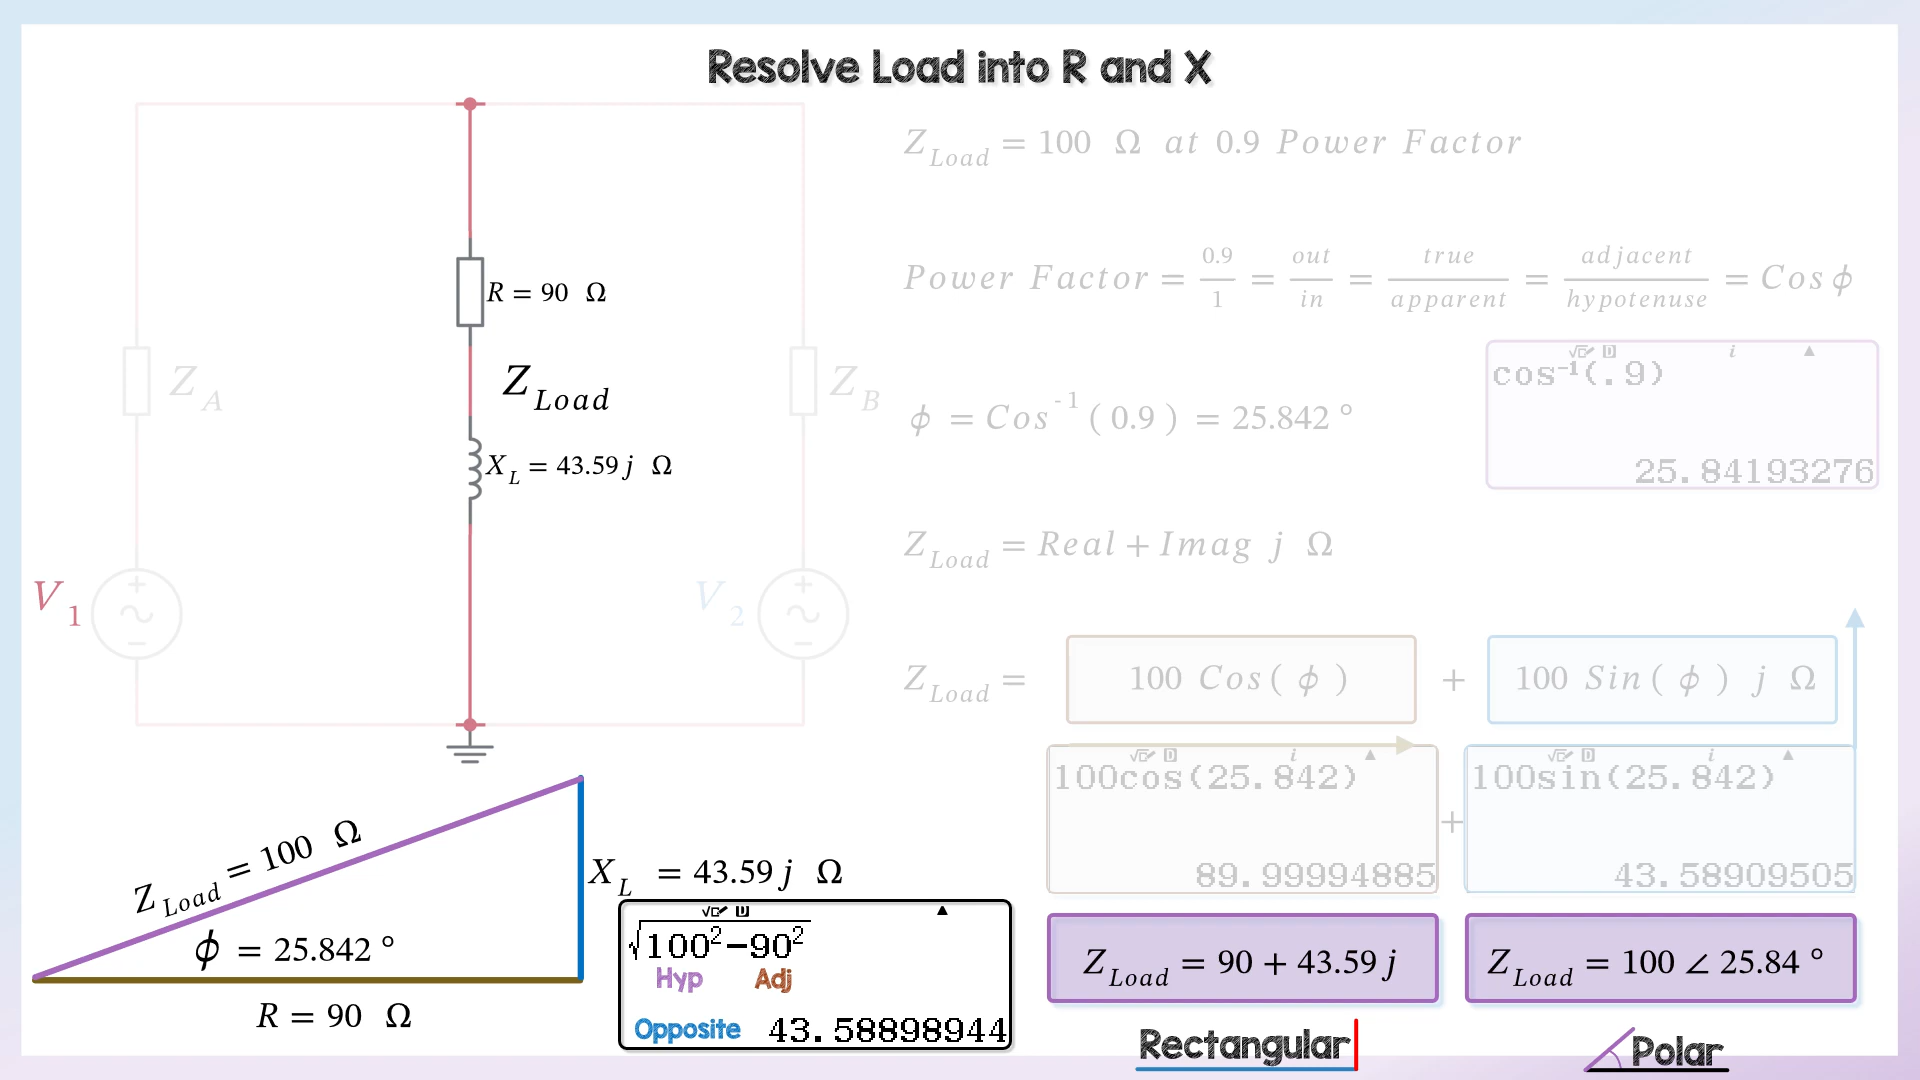 Resolve Load into R and X
Z Load = 100 Ω at 0.9 Power Factor
Power Factor = 0.9/1 = out/in = true/apparent = adjacent/hypotenuse = Cos ϕ
R = 90 Ω
cos⁻¹(.9)
25.84193276
Z A
Z Load
Z B
ϕ = Cos⁻¹ ( 0.9 ) = 25.842 °
X L = 43.59 j Ω
Z Load = Real + Imag j Ω
V 1
V 2
Z Load = 100 Cos ( ϕ ) + 100 Sin ( ϕ ) j Ω
100cos(25.842)
89.99994885
+
100sin(25.842)
43.58909505
Z Load = 100 Ω
X L = 43.59 j Ω
ϕ = 25.842 °
R = 90 Ω
√100²−90²
Hyp Adj
Opposite 43.58898944
Z Load = 90 + 43.59 j
Z Load = 100 ∠ 25.84 °
Rectangular
Polar